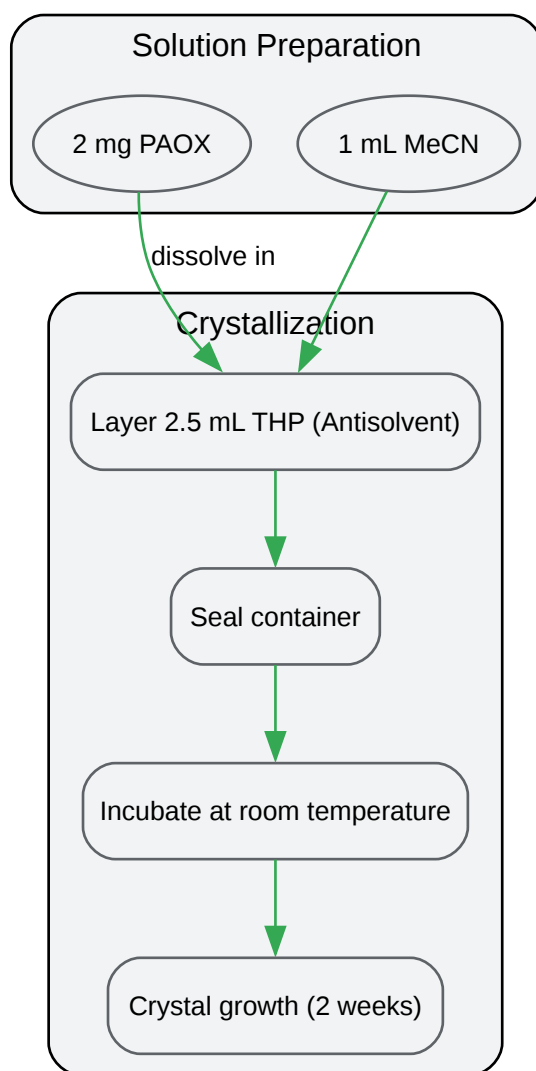 Solution Preparation
2 mg PAOX
1 mL MeCN
dissolve in
Crystallization
Layer 2.5 mL THP (Antisolvent)
Seal container
Incubate at room temperature
Crystal growth (2 weeks)